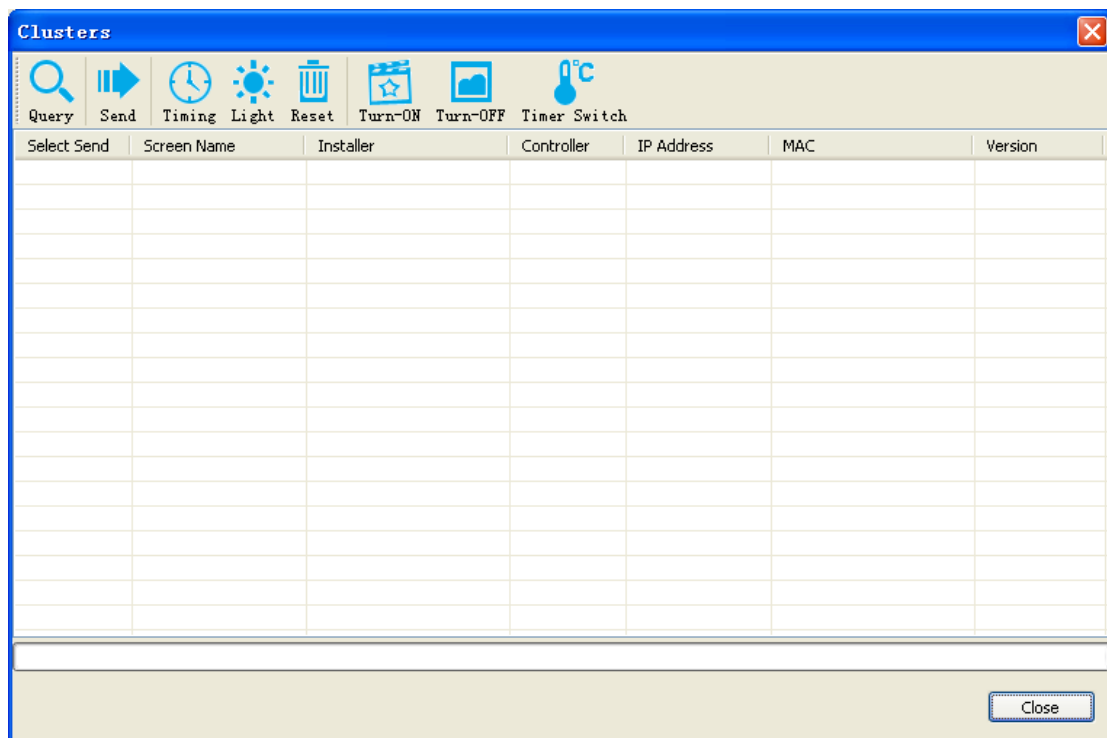 Clusters
°C
Query Send Timing Light Reset Turn-ON Turn-OFF Timer Switch
Select Send Screen Name Installer Controller IP Address MAC Version
Close